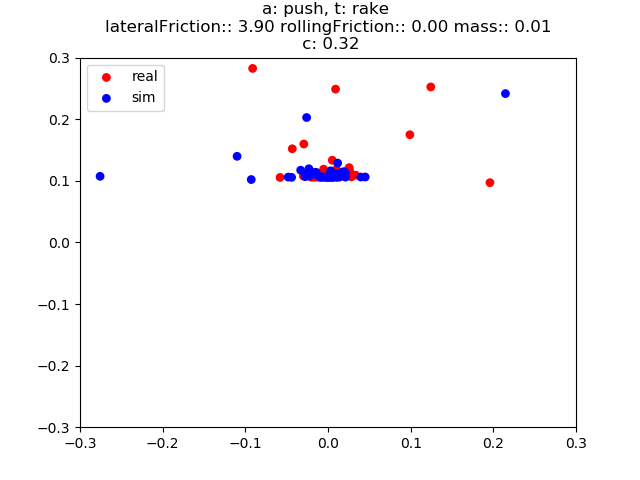 a: push, t: rake
lateralFriction:: 3.90 rollingFriction:: 0.00 mass:: 0.01
c: 0.32
real
sim
0.3
0.2
0.1
0.0
−0.1
−0.2
−0.3
−0.3 −0.2 −0.1 0.0 0.1 0.2 0.3